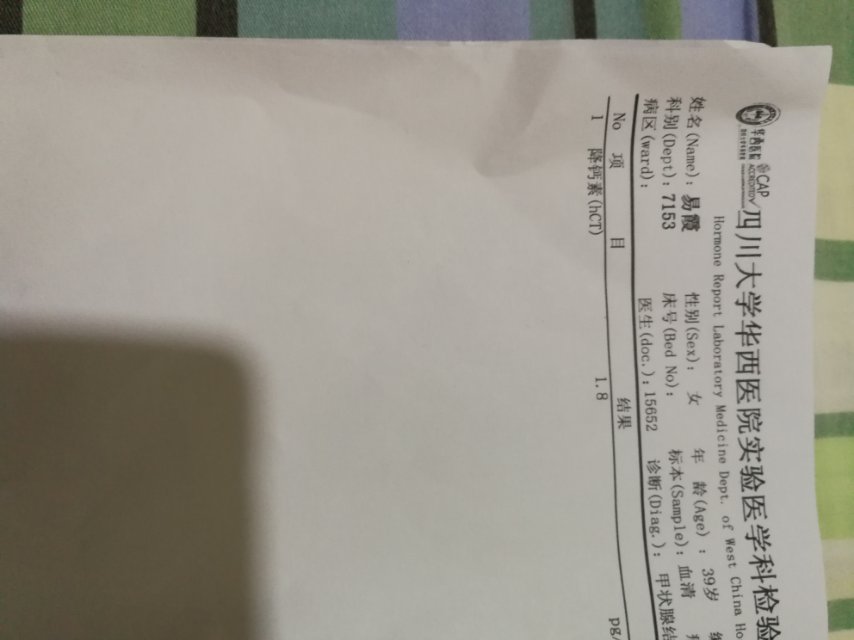 华西医院 CAP ACCREDITED 四川大学华西医院实验医学科检验
Hormone Report Laboratory Medicine Dept. of West China Ho
姓名(Name): 易霞 性别(Sex): 女 年 龄(Age) : 39岁
科别(Dept): 7153 床号(Bed No): 标本(Sample): 血清
病区(ward): 医生(doc.): 15652 诊断(Diag.): 甲状腺结
No 项 目 结果
1 降钙素(hCT) 1.8 pg/